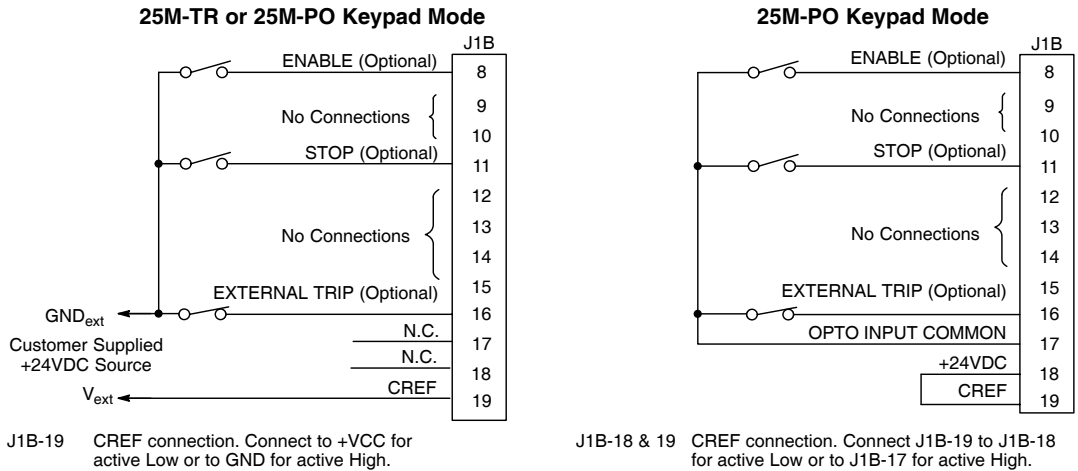 25M-TR or 25M-PO Keypad Mode
J1B
ENABLE (Optional)
8
No Connections
9
10
STOP (Optional)
11
12
No Connections
13
14
15
EXTERNAL TRIP (Optional)
16
GNDext
N.C.
17
Customer Supplied
+24VDC Source
N.C.
18
Vext
CREF
19
J1B-19 CREF connection. Connect to +VCC for
active Low or to GND for active High.
25M-PO Keypad Mode
J1B
ENABLE (Optional)
8
No Connections
9
10
STOP (Optional)
11
12
No Connections
13
14
15
EXTERNAL TRIP (Optional)
16
OPTO INPUT COMMON
17
+24VDC
18
CREF
19
J1B-18 & 19 CREF connection. Connect J1B-19 to J1B-18
for active Low or to J1B-17 for active High.